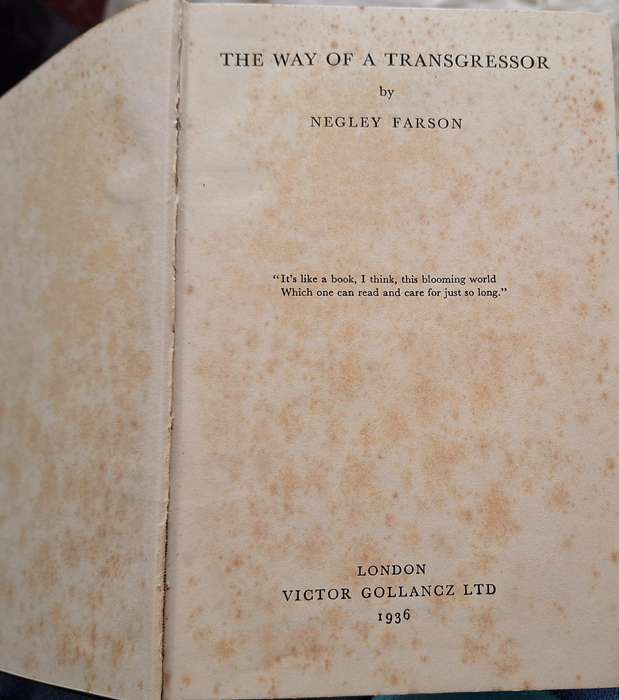 THE WAY OF A TRANSGRESSOR
by
NEGLEY FARSON
"It's like a book, I think, this blooming world
Which one can read and care for just so long."
LONDON
VICTOR GOLLANCZ LTD
1936